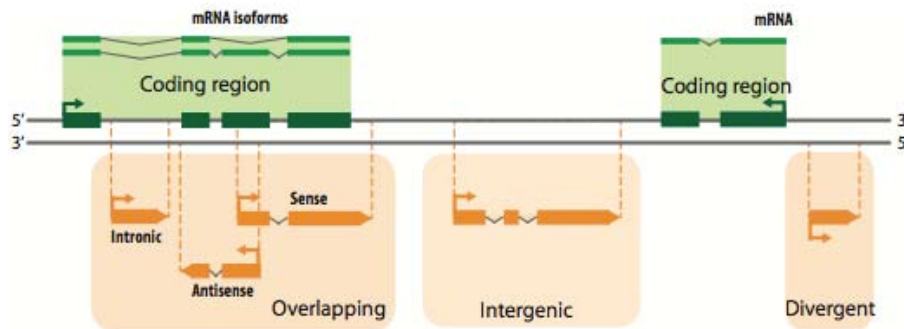 mRNA isoforms
mRNA
Coding region
Coding region
5’
3’
3’
5’
Sense
Intronic
Antisense
Overlapping
Intergenic
Divergent